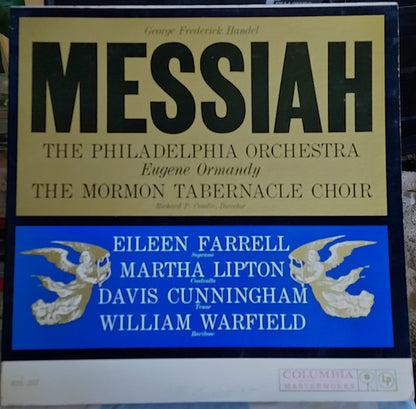 George Frederick Handel
MESSIAH
THE PHILADELPHIA ORCHESTRA
Eugene Ormandy
THE MORMON TABERNACLE CHOIR
Richard P. Condie, Director
EILEEN FARRELL
Soprano
MARTHA LIPTON
Contralto
DAVIS CUNNINGHAM
Tenor
WILLIAM WARFIELD
Baritone
COLUMBIA
MASTERWORKS
LP